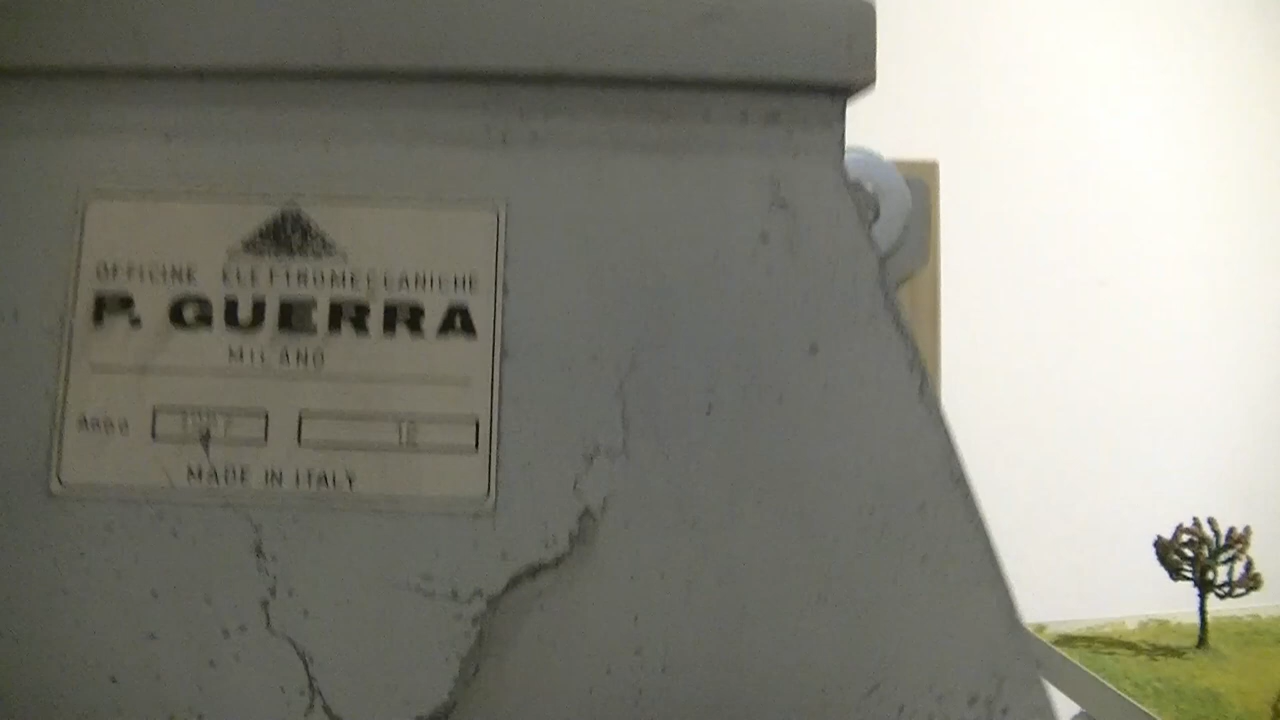 OFFICINE ELETTROMECCANICHE
P. GUERRA
MILANO
MADE IN ITALY